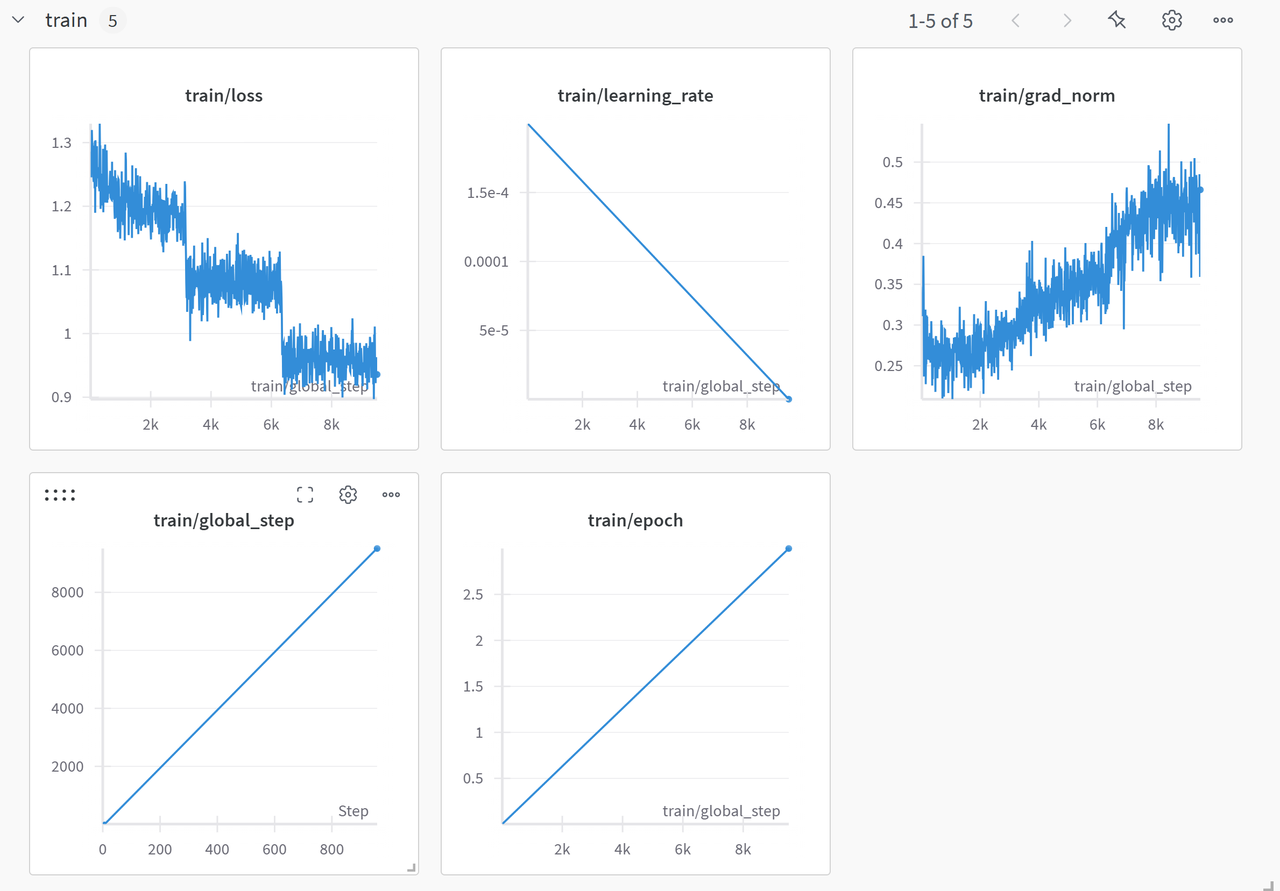 train 5 1-5 of 5
train/loss
1.3
1.2
1.1
1
0.9
train/global_step
2k 4k 6k 8k
train/learning_rate
1.5e-4
0.0001
5e-5
train/global_step
2k 4k 6k 8k
train/grad_norm
0.5
0.45
0.4
0.35
0.3
0.25
train/global_step
2k 4k 6k 8k
train/global_step
8000
6000
4000
2000
Step
0 200 400 600 800
train/epoch
2.5
2
1.5
1
0.5
train/global_step
2k 4k 6k 8k